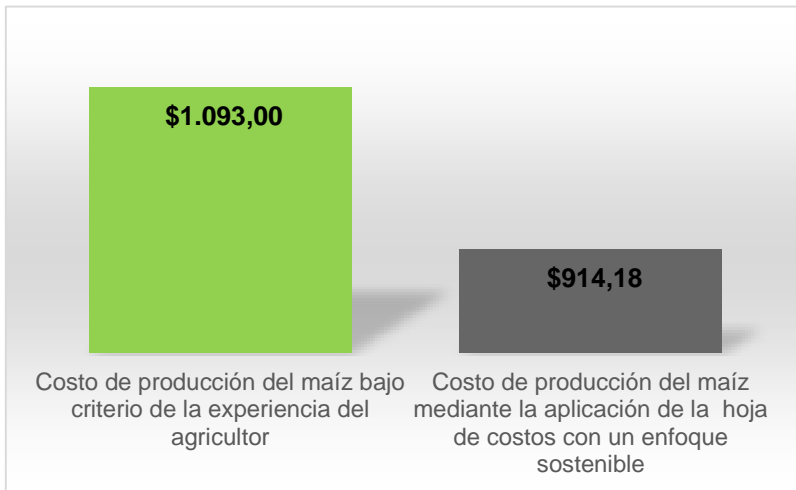 $1.093,00
$914,18
Costo de producción del maíz bajo
criterio de la experiencia del
agricultor
Costo de producción del maíz
mediante la aplicación de la  hoja
de costos con un enfoque
sostenible